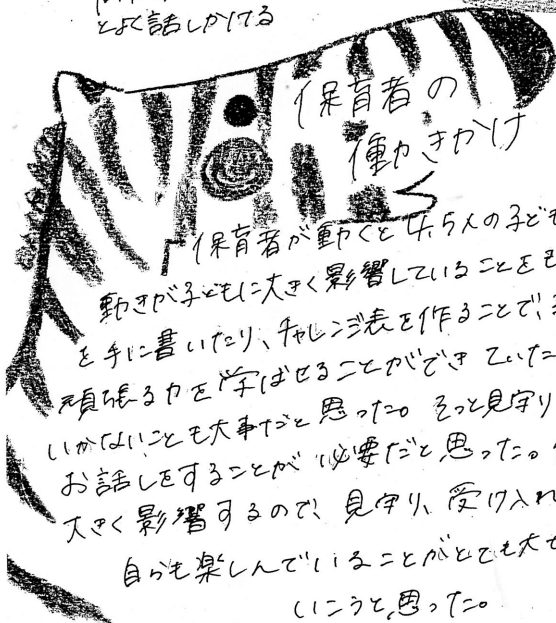 とよく話しかける
保育者の
働きかけ
保育者が動くと4,5人の子ども
動きが子どもに大きく影響していることをも
を手に書いたり、チャレンジ表を作ることで、
頑張る力を学ばせることができていた
いかないことも大事だと思った。そっと見守り
お話しをすることが必要だと思った。
大きく影響するので、見守り、受け入れ
自らも楽しんでいることがとても大
いこうと思った。